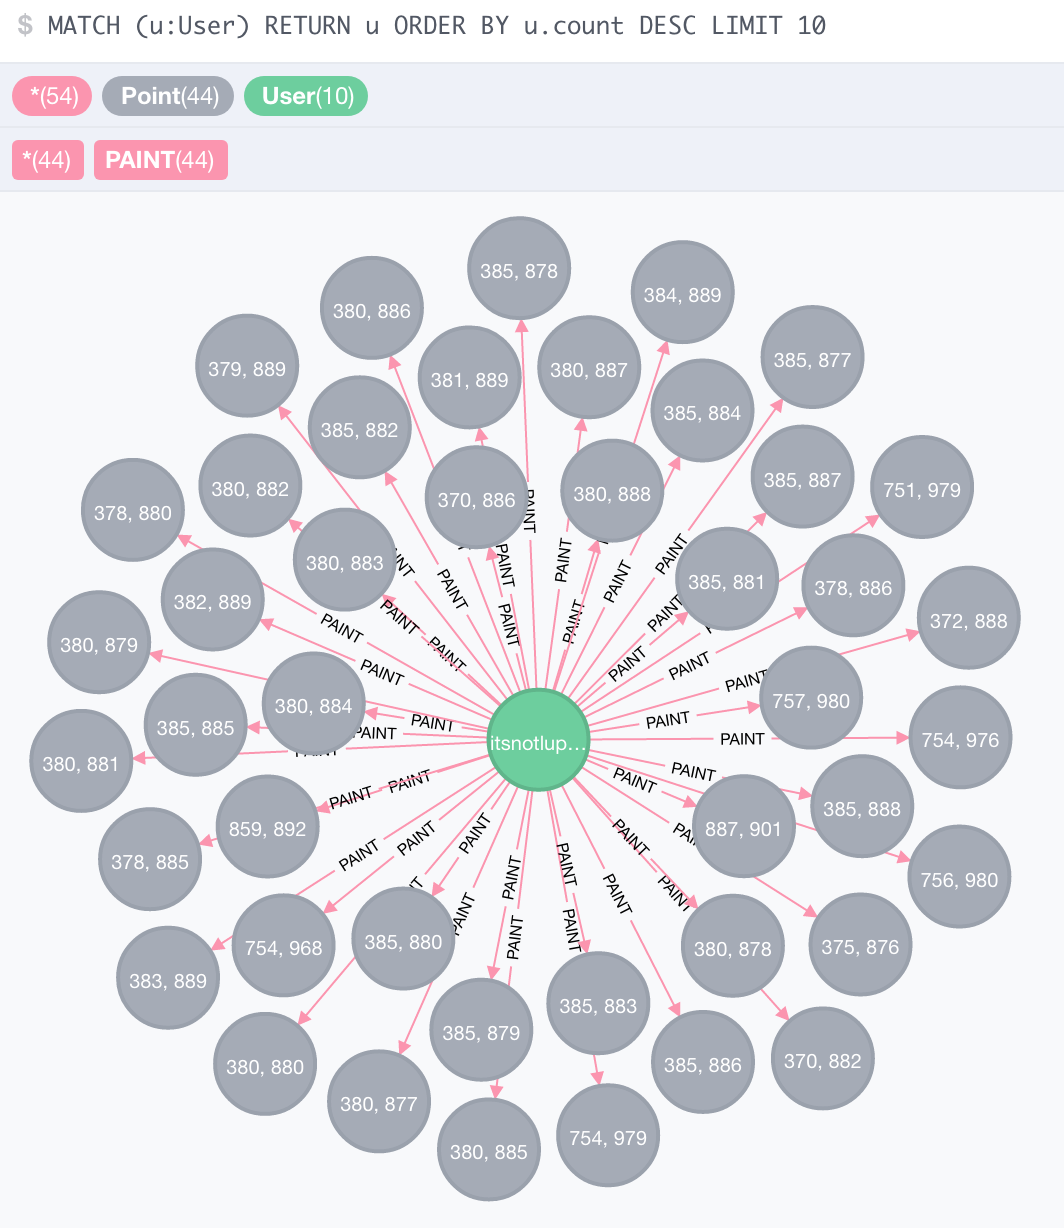 $ MATCH (u:User) RETURN u ORDER BY u.count DESC LIMIT 10
*(54) Point(44) User(10)
*(44) PAINT(44)
385, 878
384, 889
380, 886
385, 877
379, 889
380, 887
381, 889
385, 884
385, 882
385, 887
380, 882
751, 979
370, 886
380, 888
378, 880
PAINT
380, 883
PAINT
PAINT
385, 881
378, 886
PAINT
PAINT
PAINT
382, 889
PAINT
PAINT
PAINT
PAINT
372, 888
PAINT
380, 879
PAINT
PAINT
PAINT
PAINT
PAINT
757, 980
380, 884
PAINT
PAINT
385, 885
PAINT
itsnotlup...
PAINT
754, 976
380, 881
PAINT
PAINT
PAINT
PAINT
385, 888
859, 892
887, 901
PAINT
378, 885
PAINT
PAINT
PAINT
PAINT
PAINT
756, 980
PAINT
PAINT
PAINT
PAINT
385, 880
754, 968
PAINT
PAINT
380, 878
375, 876
383, 889
385, 883
385, 879
385, 886
370, 882
380, 880
380, 877
754, 979
380, 885